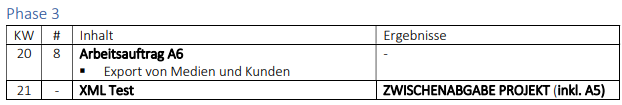 Phase 3
KW # Inhalt Ergebnisse
20 8 Arbeitsauftrag A6 -
▪ Export von Medien und Kunden
21 - XML Test ZWISCHENABGABE PROJEKT (inkl. A5)